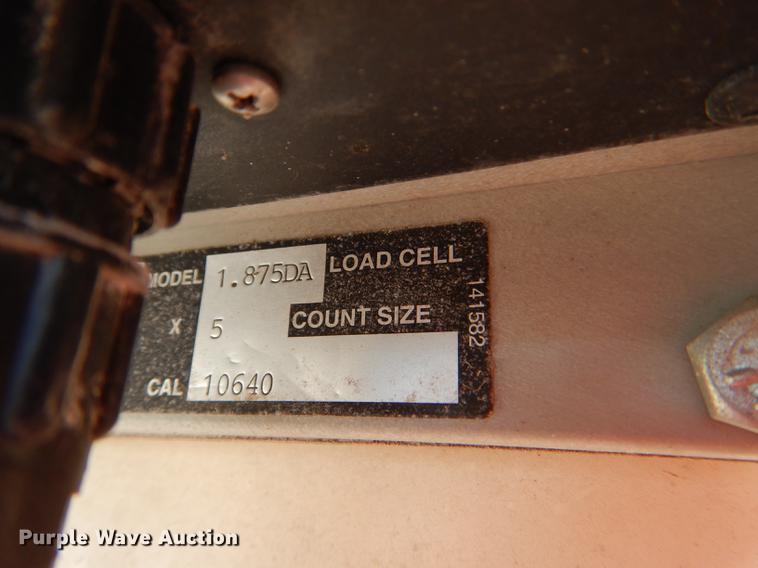 MODEL 1.875DA LOAD CELL
X 5 COUNT SIZE
CAL 10640
141582
Purple Wave Auction